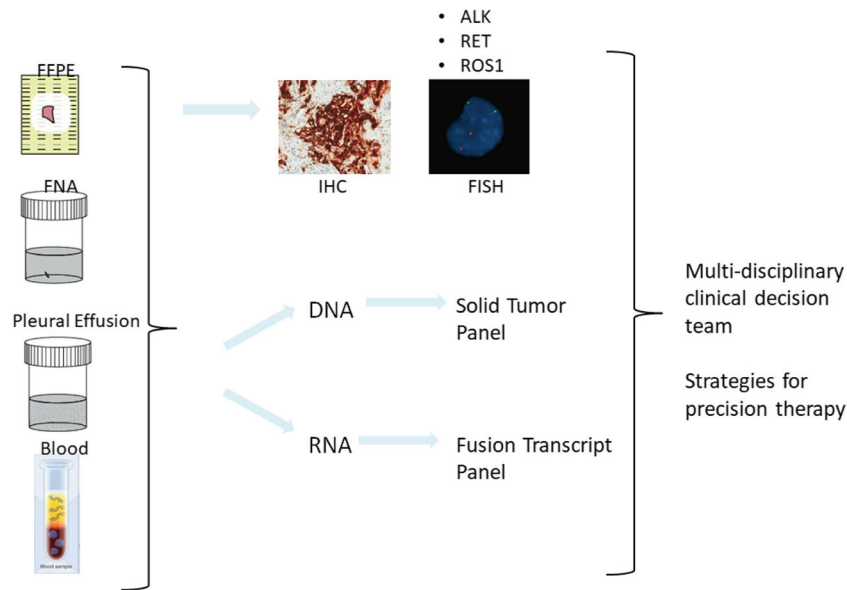 • ALK
• RET
• ROS1
FFPE
IHC
FISH
FNA
Pleural Effusion
Blood
Blood sample
DNA
Solid Tumor
Panel
RNA
Fusion Transcript
Panel
Multi-disciplinary
clinical decision
team
Strategies for
precision therapy